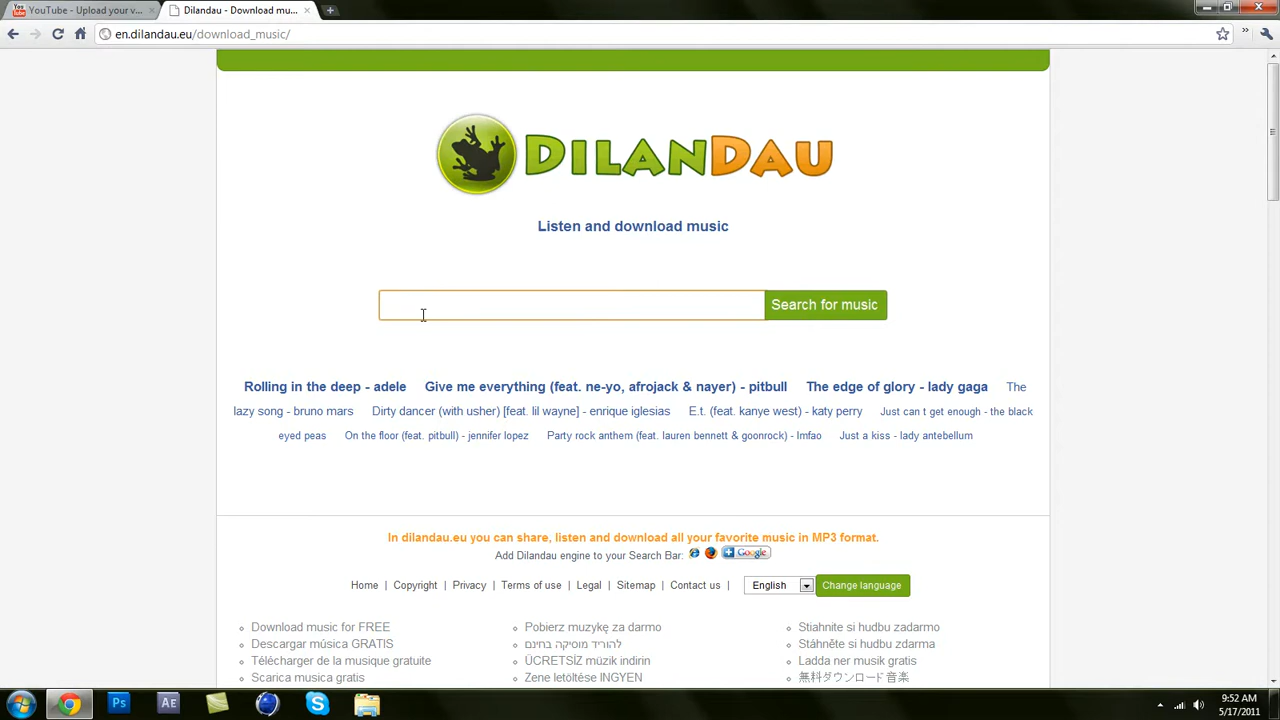 YouTube - Upload your v...
Dilandau - Download mu...
en.dilandau.eu/download_music/
DILANDAU
Listen and download music
Search for music
Rolling in the deep - adele Give me everything (feat. ne-yo, afrojack & nayer) - pitbull The edge of glory - lady gaga The
lazy song - bruno mars Dirty dancer (with usher) [feat. lil wayne] - enrique iglesias E.t. (feat. kanye west) - katy perry Just can t get enough - the black
eyed peas On the floor (feat. pitbull) - jennifer lopez Party rock anthem (feat. lauren bennett & goonrock) - lmfao Just a kiss - lady antebellum
In dilandau.eu you can share, listen and download all your favorite music in MP3 format.
Add Dilandau engine to your Search Bar: Google
Home | Copyright | Privacy | Terms of use | Legal | Sitemap | Contact us | English Change language
Download music for FREE Pobierz muzykę za darmo Stiahnite si hudbu zadarmo
Descargar música GRATIS להוריד מוסיקה בחינם Stáhněte si hudbu zdarma
Télécharger de la musique gratuite ÜCRETSİZ müzik indirin Ladda ner musik gratis
Scarica musica gratis Zene letöltése INGYEN 無料ダウンロード音楽
Ps
Ae
9:52 AM
5/17/2011